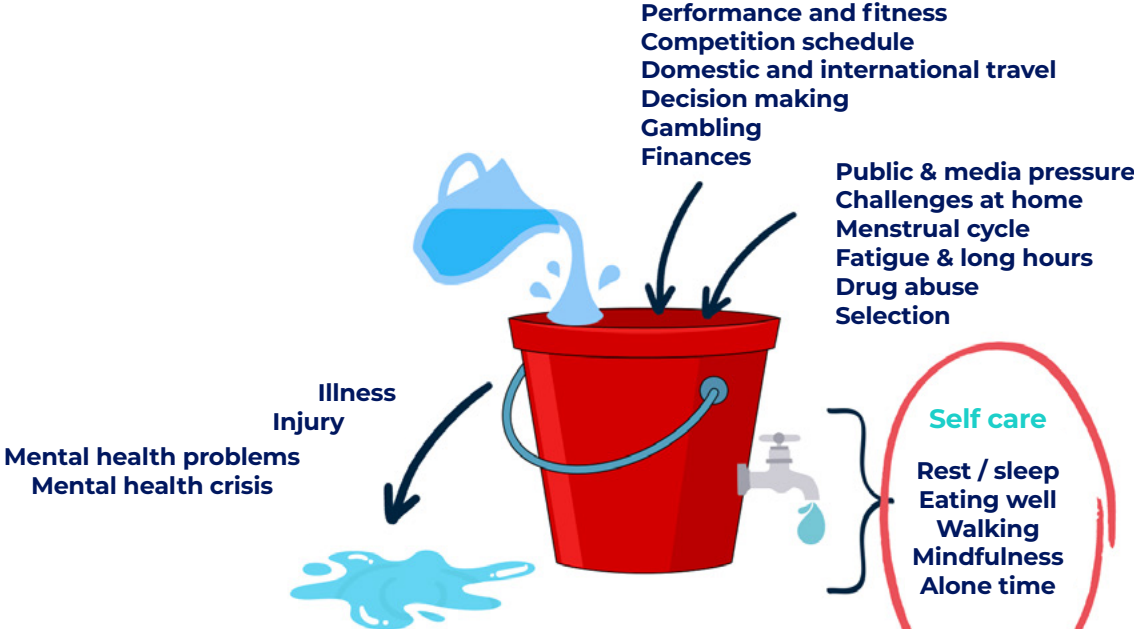 Performance and fitness
Competition schedule
Domestic and international travel
Decision making
Gambling
Finances
Public & media pressure
Challenges at home
Menstrual cycle
Fatigue & long hours
Drug abuse
Selection
Illness
Injury
Mental health problems
Mental health crisis
Self care
Rest / sleep
Eating well
Walking
Mindfulness
Alone time